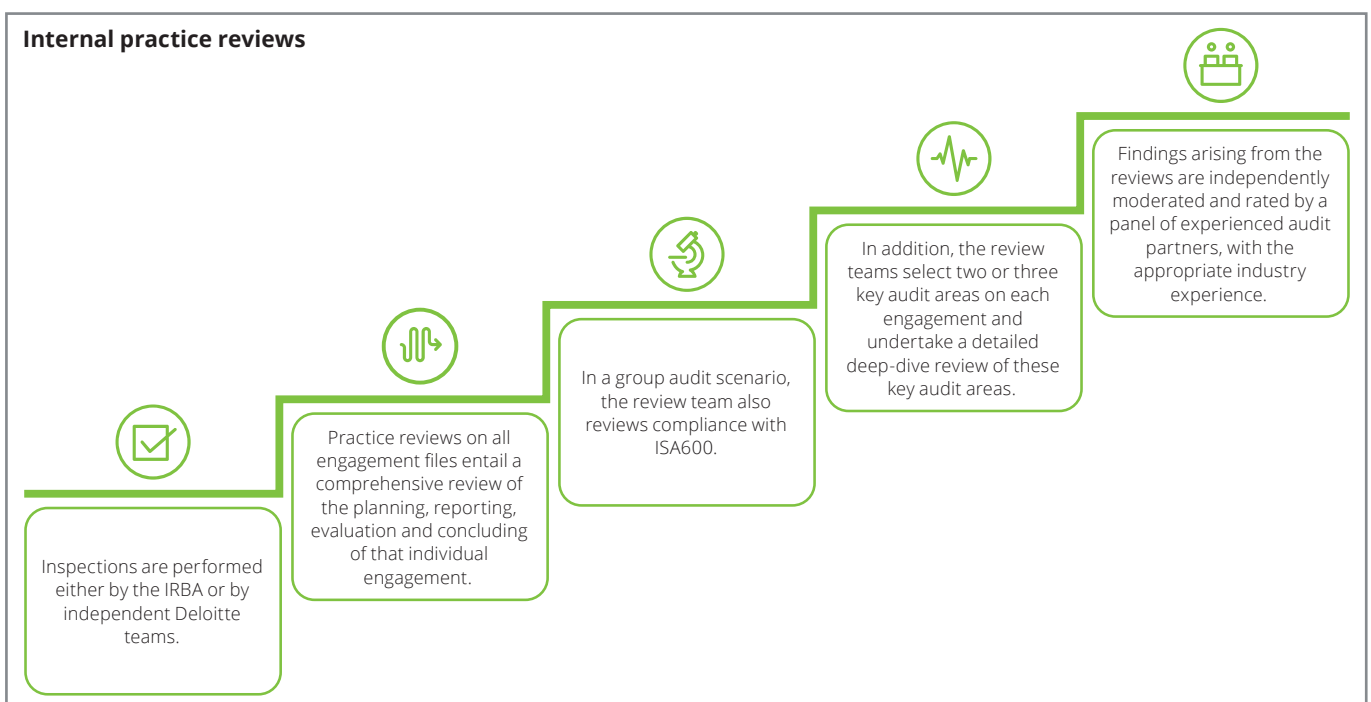 Internal practice reviews
Inspections are performed
either by the IRBA or by
independent Deloitte
teams.
Practice reviews on all
engagement files entail a
comprehensive review of
the planning, reporting,
evaluation and concluding
of that individual
engagement.
In a group audit scenario,
the review team also
reviews compliance with
ISA600.
In addition, the review
teams select two or three
key audit areas on each
engagement and
undertake a detailed
deep-dive review of these
key audit areas.
Findings arising from the
reviews are independently
moderated and rated by a
panel of experienced audit
partners, with the
appropriate industry
experience.